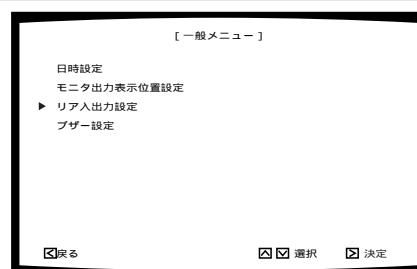 [一般メニュー]
日時設定
モニタ出力表示位置設定
▶ リア入出力設定
ブザー設定
戻る 選択 決定